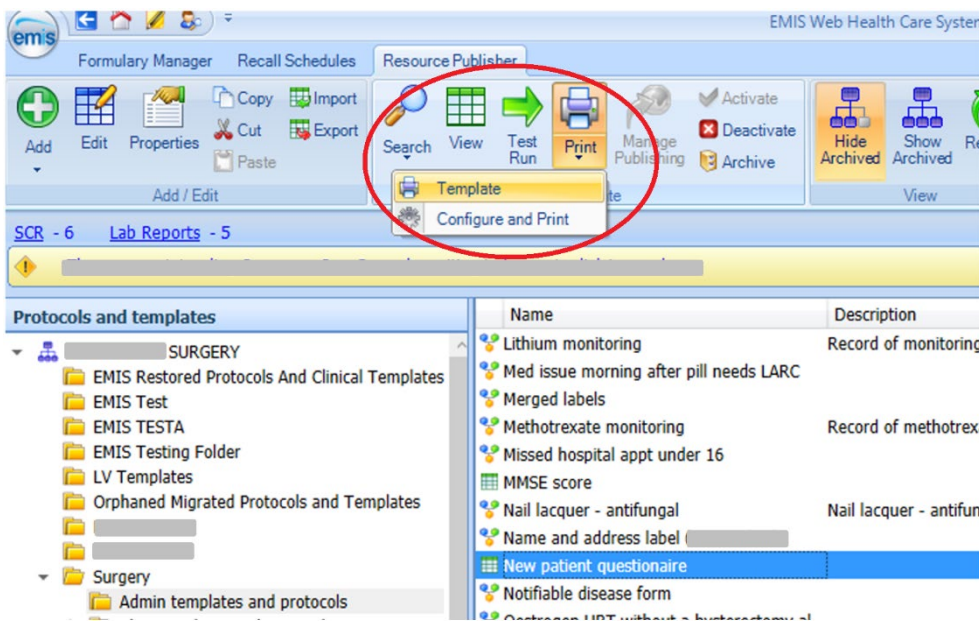 emis
EMIS Web Health Care System
Formulary Manager Recall Schedules Resource Publisher
Add Edit Properties Copy Cut Paste Import Export
Search View Test Run Print Manage Publishing Activate Deactivate Archive
Hide Archived Show Archived
Add / Edit
View
Template
Configure and Print
SCR - 6 Lab Reports - 5
Protocols and templates
SURGERY
EMIS Restored Protocols And Clinical Templates
EMIS Test
EMIS TESTA
EMIS Testing Folder
LV Templates
Orphaned Migrated Protocols and Templates
Surgery
Admin templates and protocols
Name Description
Lithium monitoring Record of monitoring
Med issue morning after pill needs LARC
Merged labels
Methotrexate monitoring Record of methotrex
Missed hospital appt under 16
MMSE score
Nail lacquer - antifungal Nail lacquer - antifun
Name and address label (
New patient questionaire
Notifiable disease form